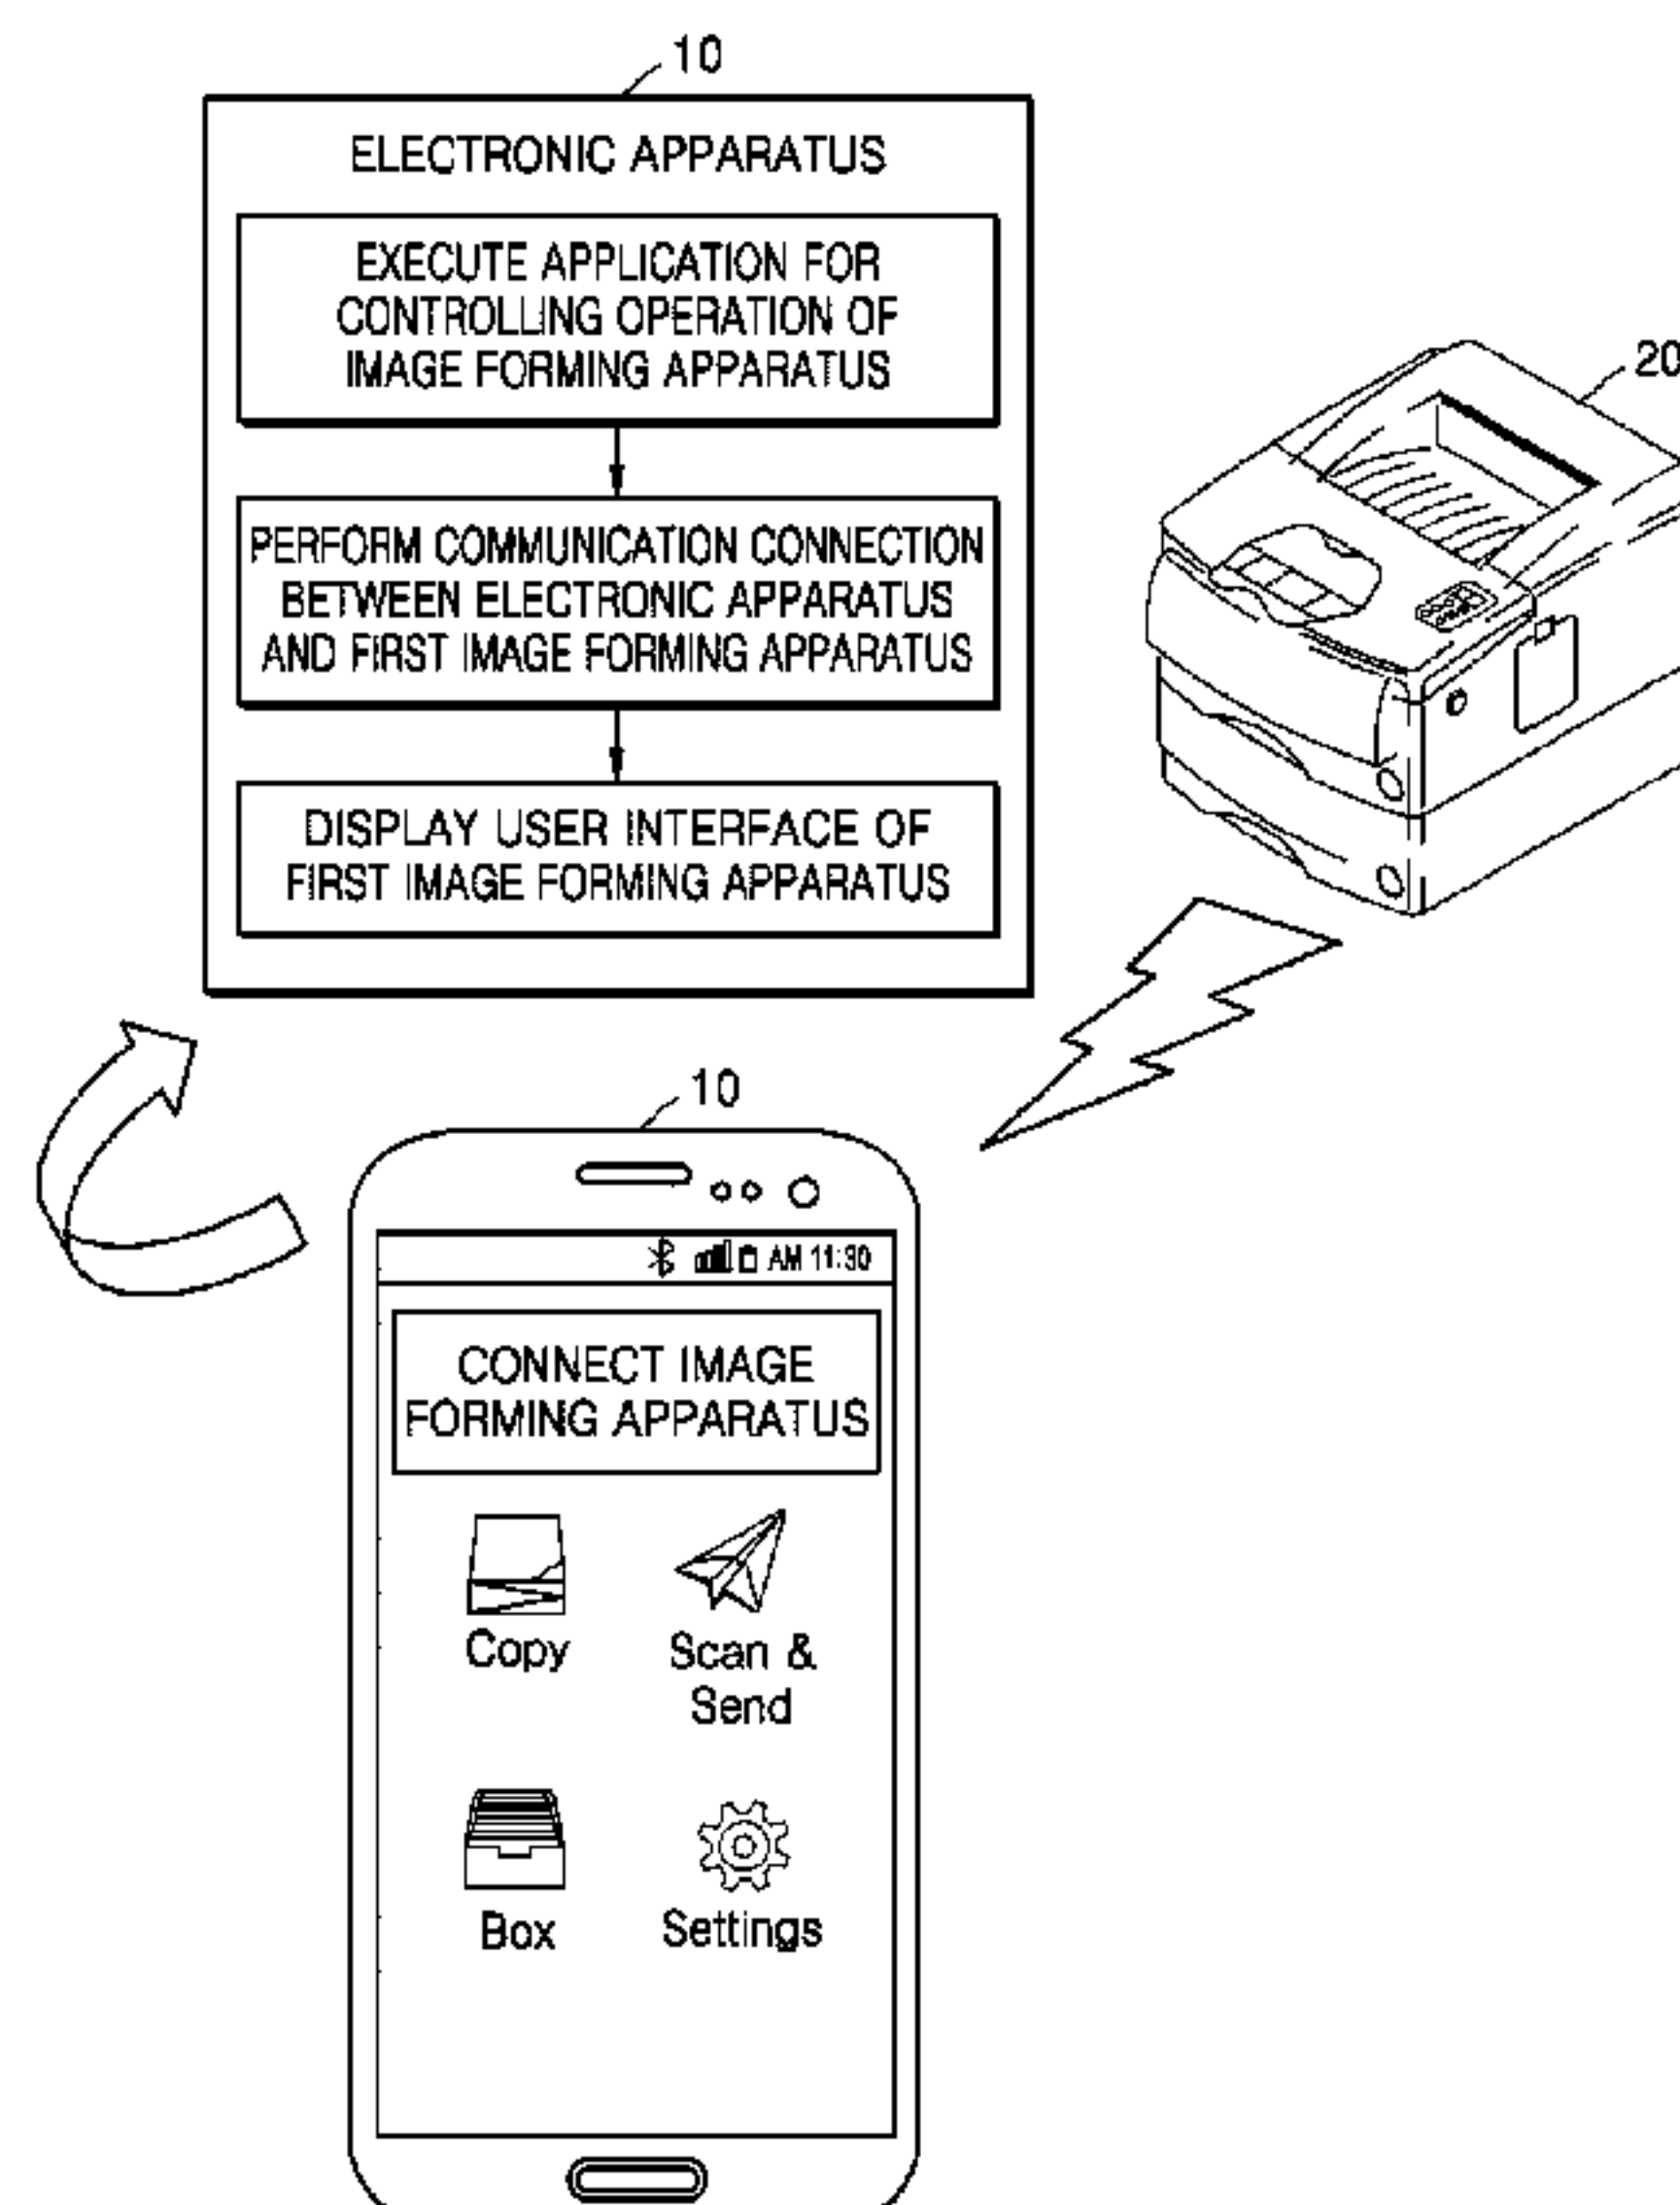 10
ELECTRONIC APPARATUS
EXECUTE APPLICATION FOR
CONTROLLING OPERATION OF
IMAGE FORMING APPARATUS
PERFORM COMMUNICATION CONNECTION
BETWEEN ELECTRONIC APPARATUS
AND FIRST IMAGE FORMING APPARATUS
DISPLAY USER INTERFACE OF
FIRST IMAGE FORMING APPARATUS
20
10
AM 11:30
CONNECT IMAGE
FORMING APPARATUS
Copy
Scan &
Send
Box
Settings